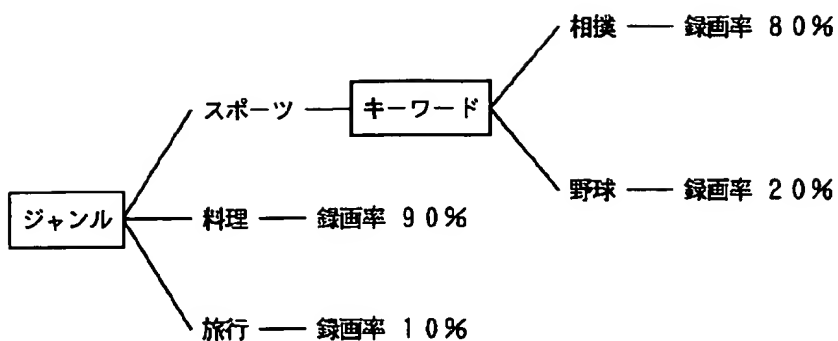 相撲 ── 録画率 80%
スポーツ ── キーワード
野球 ── 録画率 20%
ジャンル
料理 ── 録画率 90%
旅行 ── 録画率 10%